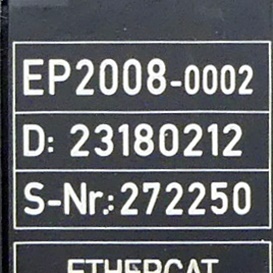 EP2008-0002
D: 23180212
S-Nr.: 272250
ETHERCAT